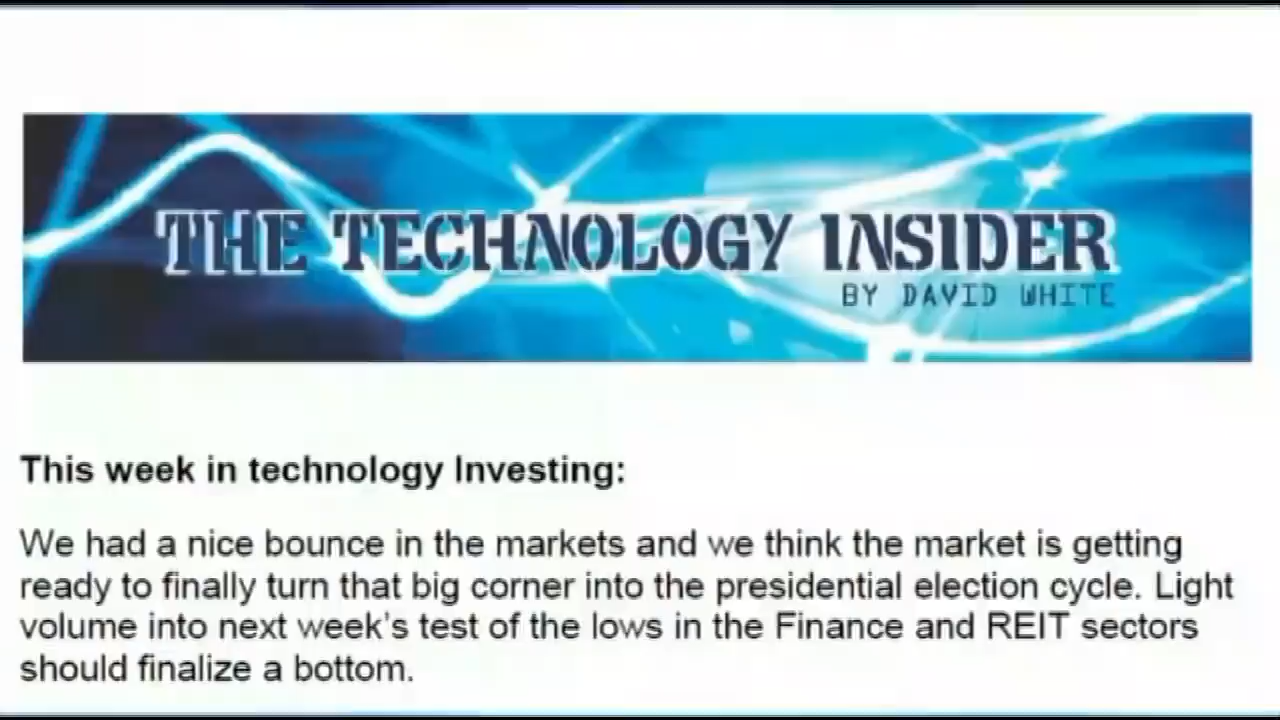 THE TECHNOLOGY INSIDER
BY DAVID WHITE
This week in technology Investing:
We had a nice bounce in the markets and we think the market is getting
ready to finally turn that big corner into the presidential election cycle. Light
volume into next week's test of the lows in the Finance and REIT sectors
should finalize a bottom.